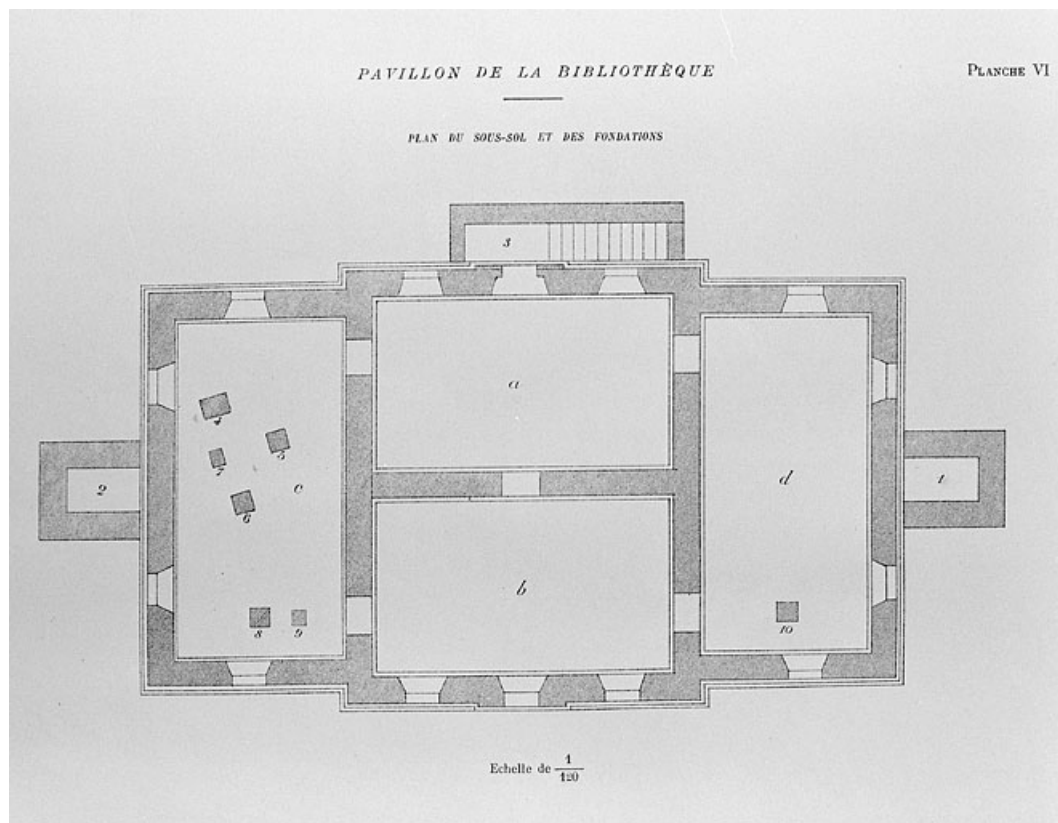 PAVILLON DE LA BIBLIOTHÈQUE
PLANCHE VI
PLAN DU SOUS-SOL ET DES FONDATIONS
3
a
4
5
7
c
d
2
1
6
b
8
9
10
Echelle de 1/120